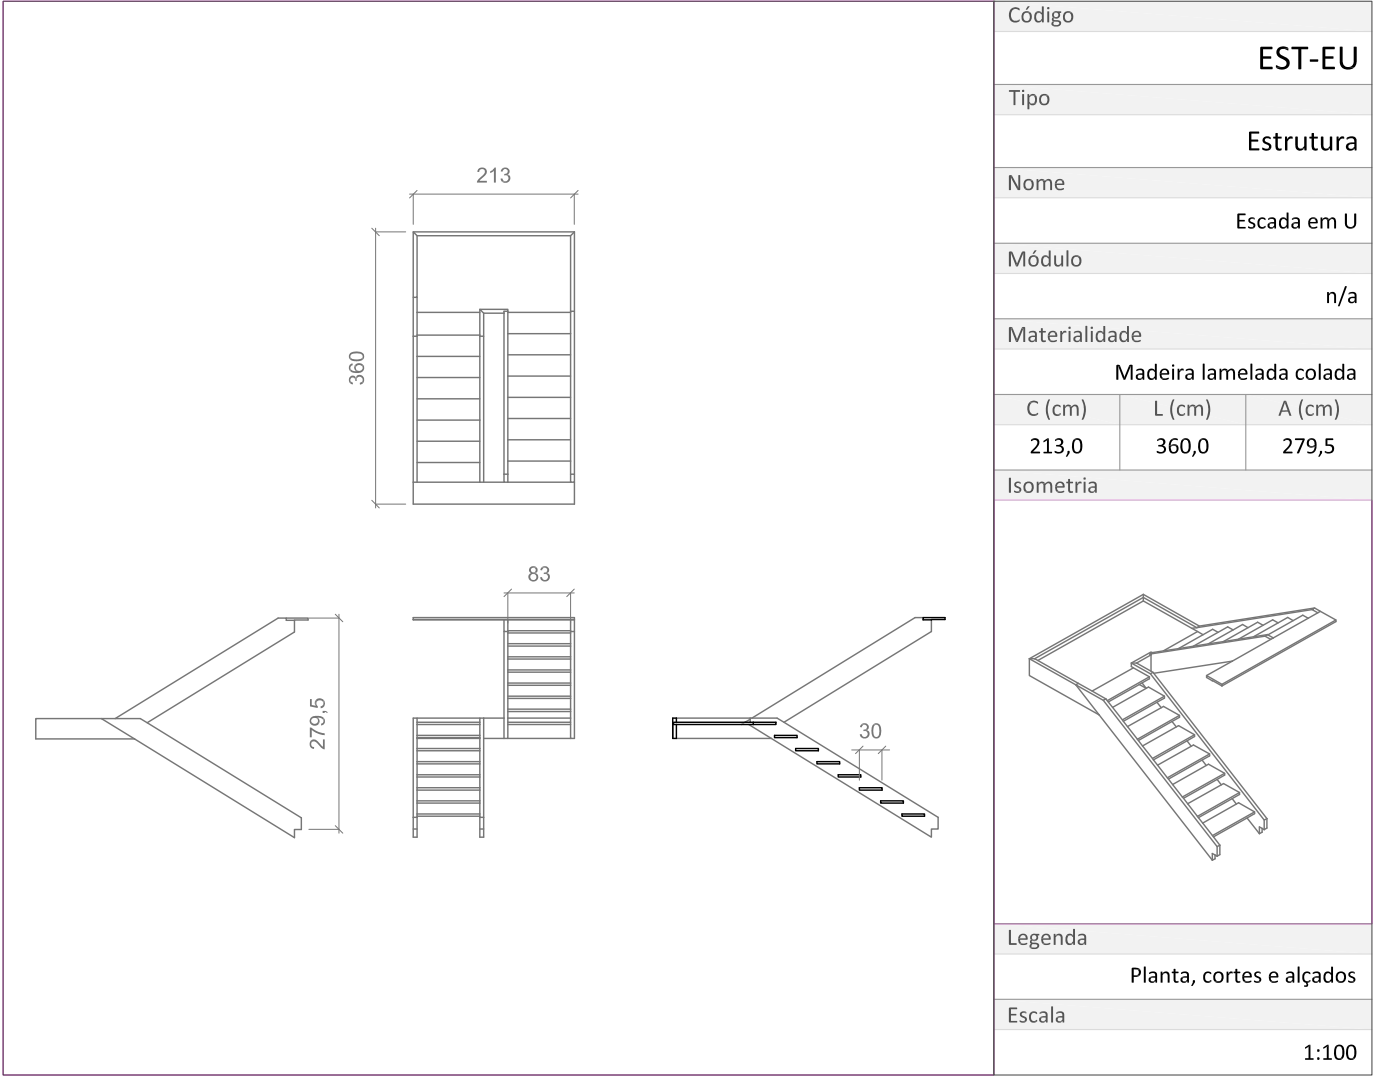 213
360
83
279,5
30
Código
EST-EU
Tipo
Estrutura
Nome
Escada em U
Módulo
n/a
Materialidade
Madeira lamelada colada
C (cm) L (cm) A (cm)
213,0 360,0 279,5
Isometria
Legenda
Planta, cortes e alçados
Escala
1:100